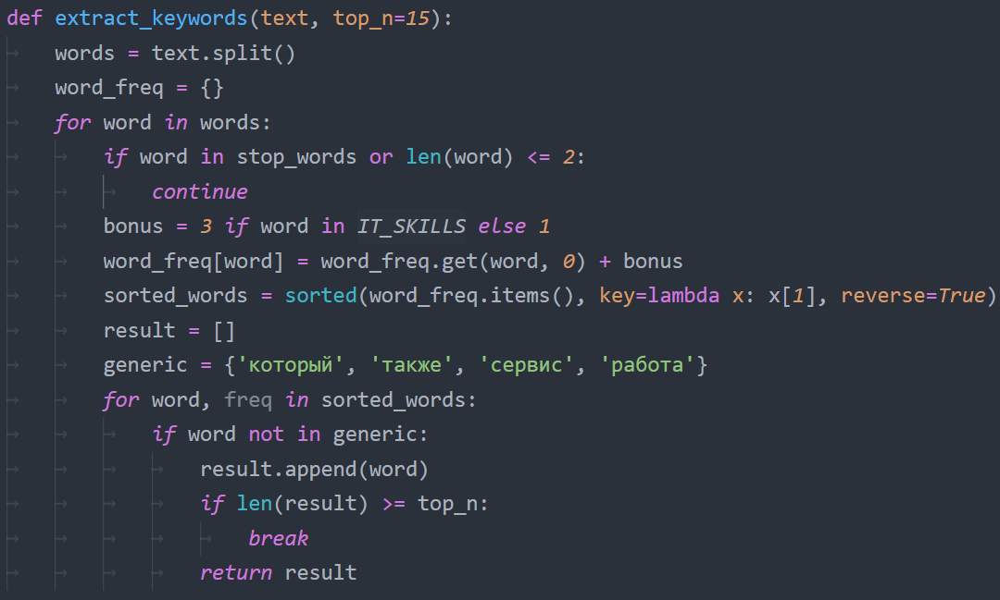 def extract_keywords(text, top_n=15):
    words = text.split()
    word_freq = {}
    for word in words:
        if word in stop_words or len(word) <= 2:
            continue
        bonus = 3 if word in IT_SKILLS else 1
        word_freq[word] = word_freq.get(word, 0) + bonus
        sorted_words = sorted(word_freq.items(), key=lambda x: x[1], reverse=True)
        result = []
        generic = {'который', 'также', 'сервис', 'работа'}
        for word, freq in sorted_words:
            if word not in generic:
                result.append(word)
                if len(result) >= top_n:
                    break
                return result